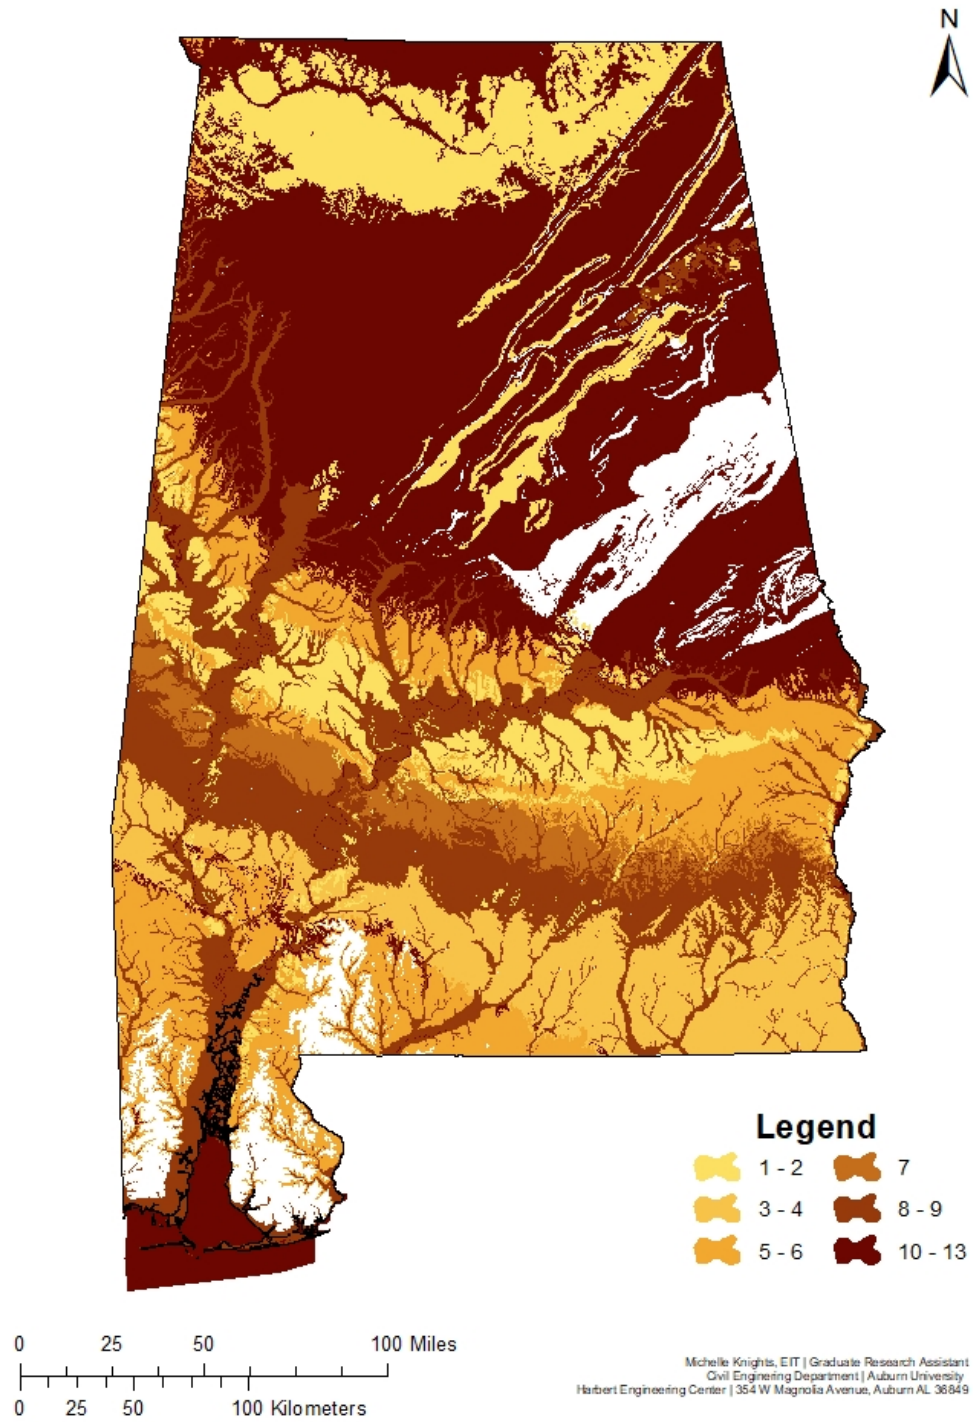 N
Legend
1 - 2
7
3 - 4
8 - 9
5 - 6
10 - 13
0 25 50 100 Miles
0 25 50 100 Kilometers
Michelle Knights, EIT | Graduate Research Assistant
Civil Enginering Department | Auburn University
Harbert Engineering Center | 354 W Magnolia Avenue, Auburn AL 36849